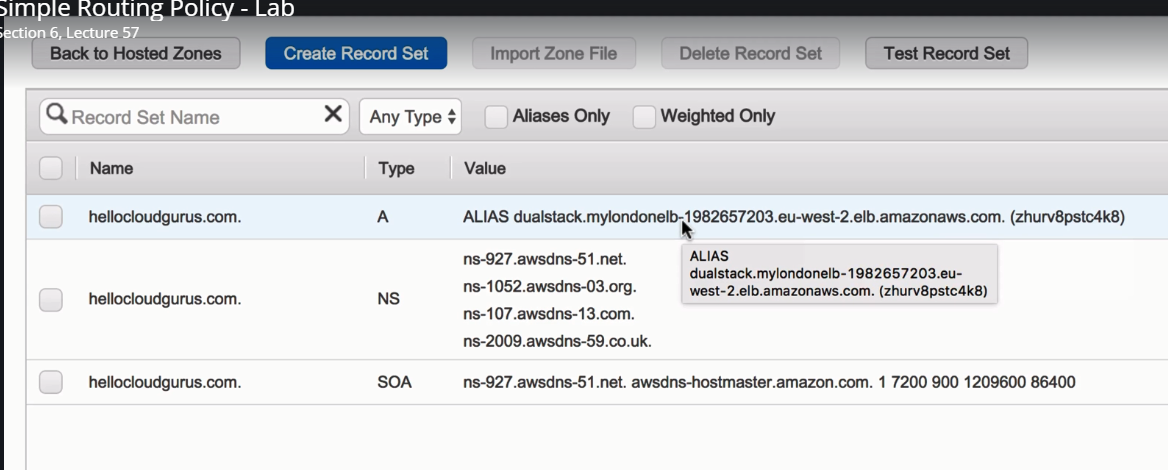 Simple Routing Policy - Lab
Section 6, Lecture 57
Back to Hosted Zones Create Record Set Import Zone File Delete Record Set Test Record Set
Record Set Name Any Type Aliases Only Weighted Only
Name Type Value
hellocloudgurus.com. A ALIAS dualstack.mylondonelb-1982657203.eu-west-2.elb.amazonaws.com. (zhurv8pstc4k8)
ALIAS
dualstack.mylondonelb-1982657203.eu-
west-2.elb.amazonaws.com. (zhurv8pstc4k8)
hellocloudgurus.com. NS
ns-927.awsdns-51.net.
ns-1052.awsdns-03.org.
ns-107.awsdns-13.com.
ns-2009.awsdns-59.co.uk.
hellocloudgurus.com. SOA ns-927.awsdns-51.net. awsdns-hostmaster.amazon.com. 1 7200 900 1209600 86400